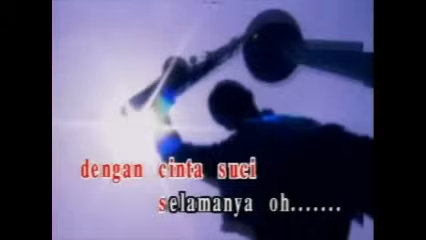 dengan cinta suci
selamanya oh.......